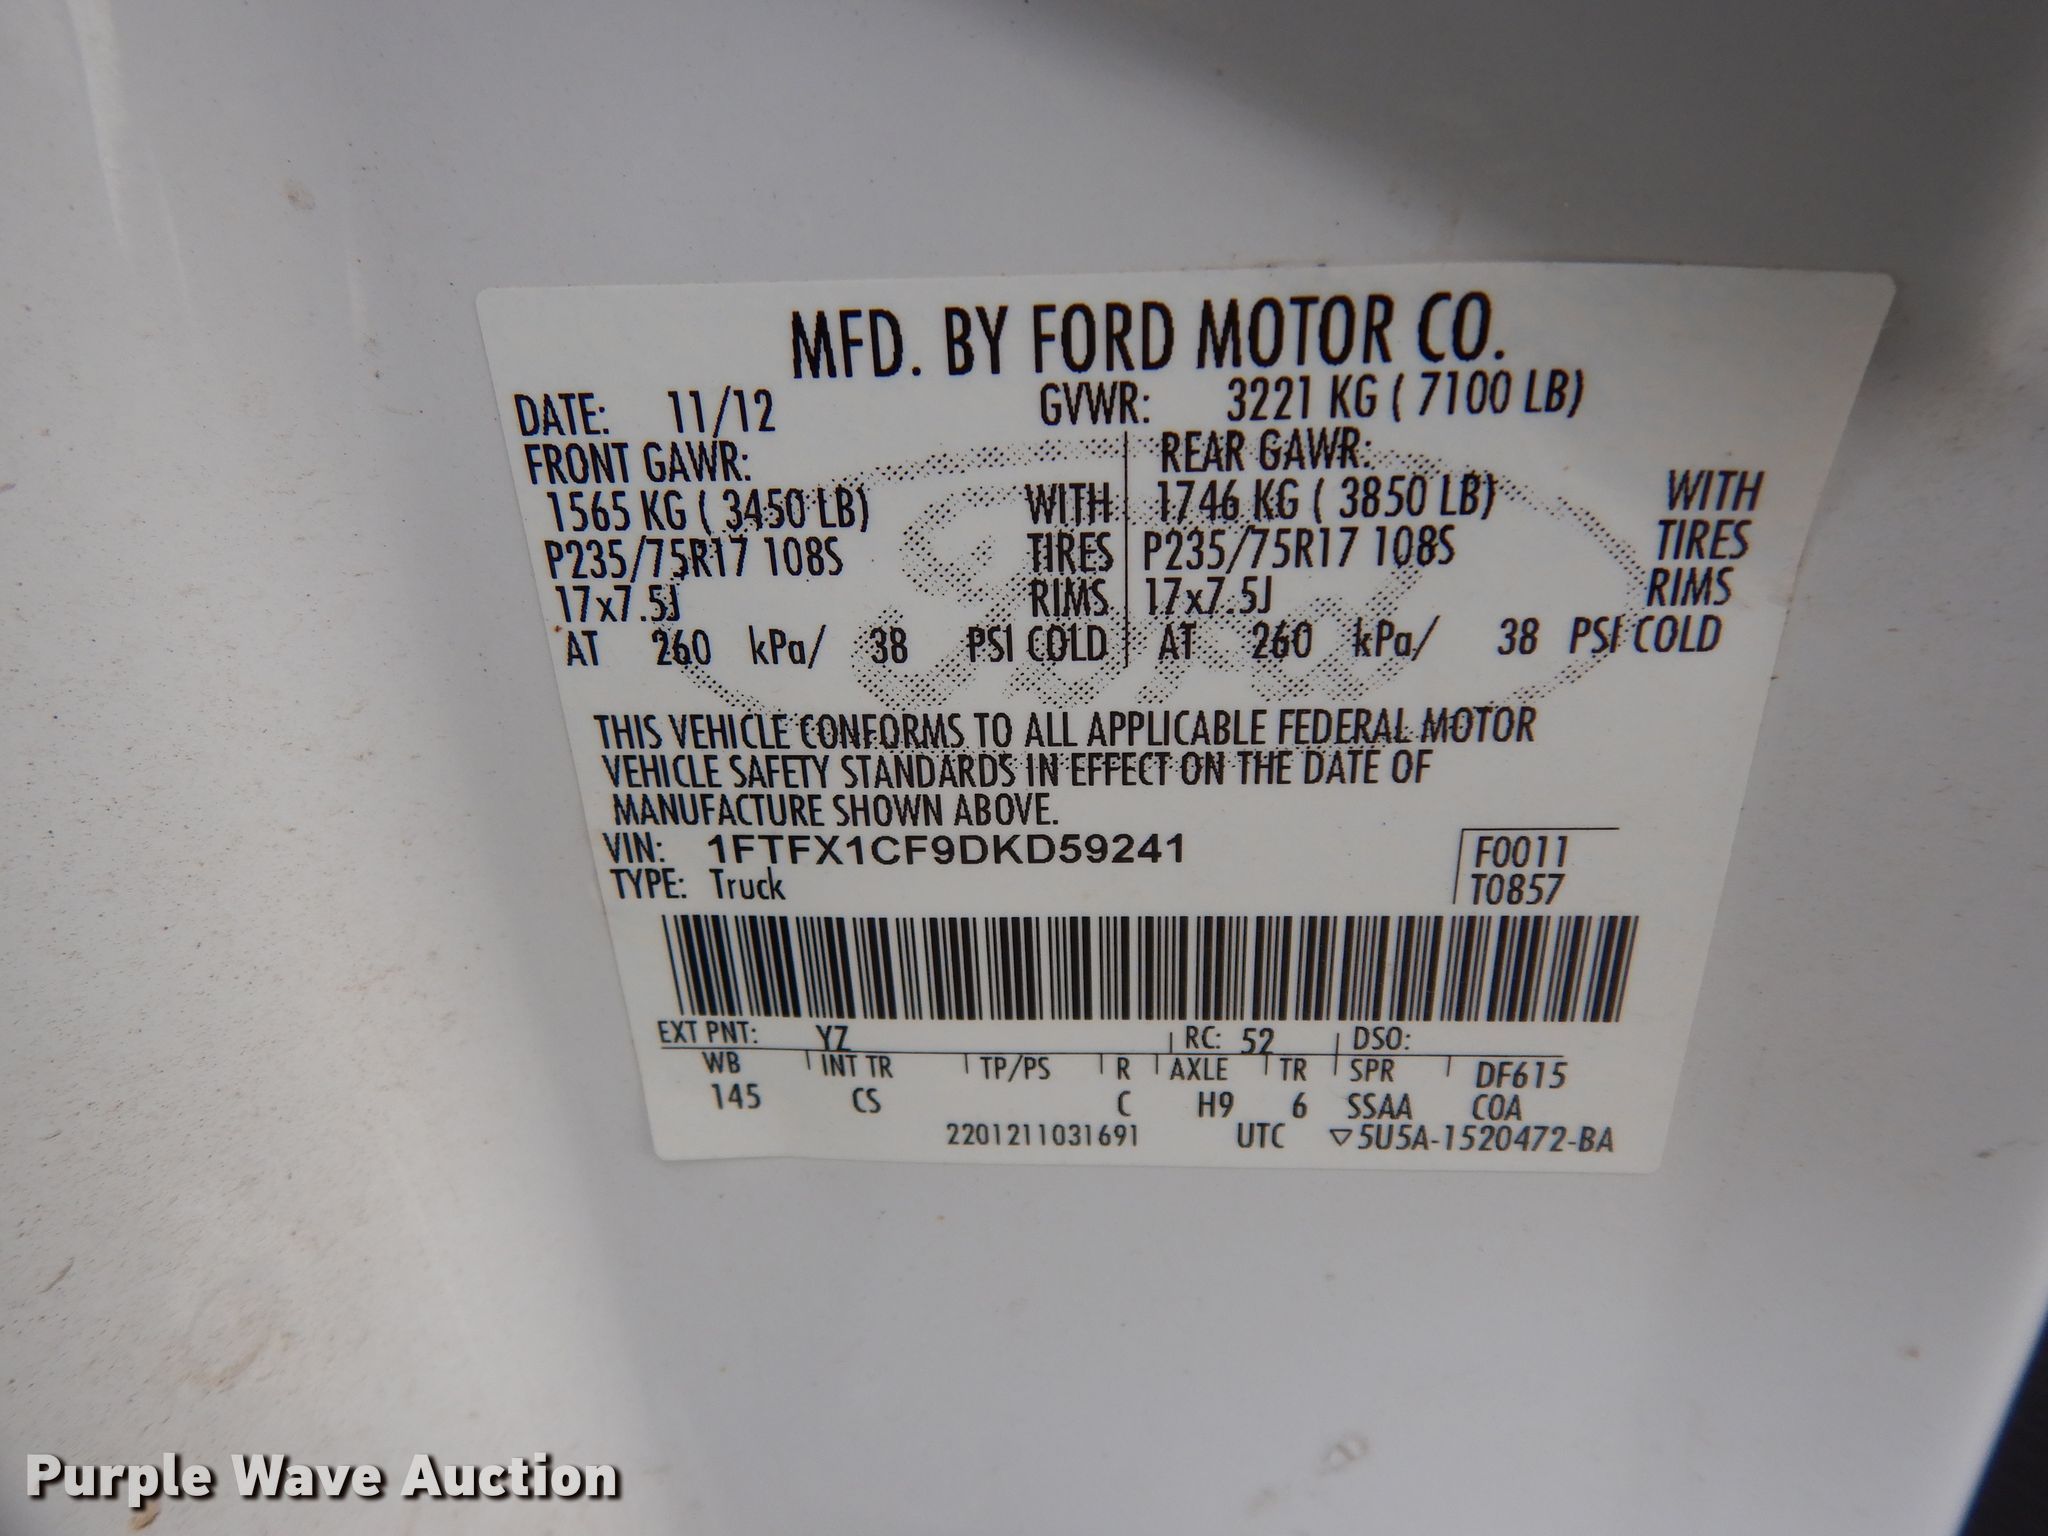 MFD. BY FORD MOTOR CO.
DATE: 11/12 GVWR: 3221 KG ( 7100 LB)
FRONT GAWR: REAR GAWR:
1565 KG ( 3450 LB) WITH 1746 KG ( 3850 LB) WITH
P235/75R17 108S TIRES P235/75R17 108S TIRES
17x7.5J RIMS 17x7.5J RIMS
AT 260 kPa/ 38 PSI COLD AT 260 kPa/ 38 PSI COLD
Ford
THIS VEHICLE CONFORMS TO ALL APPLICABLE FEDERAL MOTOR
VEHICLE SAFETY STANDARDS IN EFFECT ON THE DATE OF
MANUFACTURE SHOWN ABOVE.
VIN: 1FTFX1CF9DKD59241 F0011
TYPE: Truck T0857
EXT PNT: YZ RC: 52 DSO:
WB INT TR TP/PS R AXLE TR SPR DF615
145 CS C H9 6 SSAA COA
2201211031691 UTC ▽5U5A-1520472-BA
Purple Wave Auction